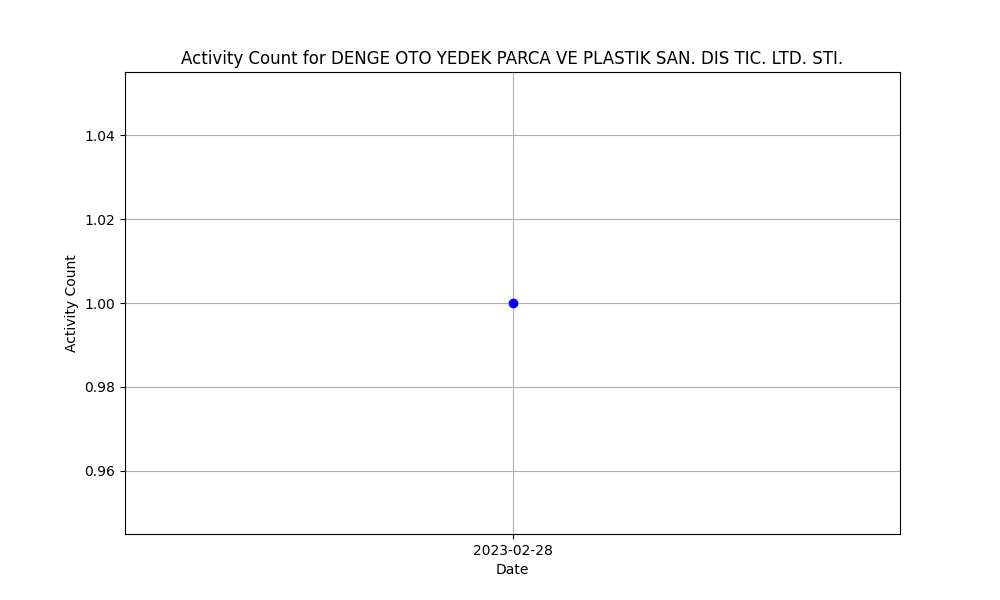 Activity Count for DENGE OTO YEDEK PARCA VE PLASTIK SAN. DIS TIC. LTD. STI.
1.04
1.02
1.00
0.98
0.96
Activity Count
2023-02-28
Date